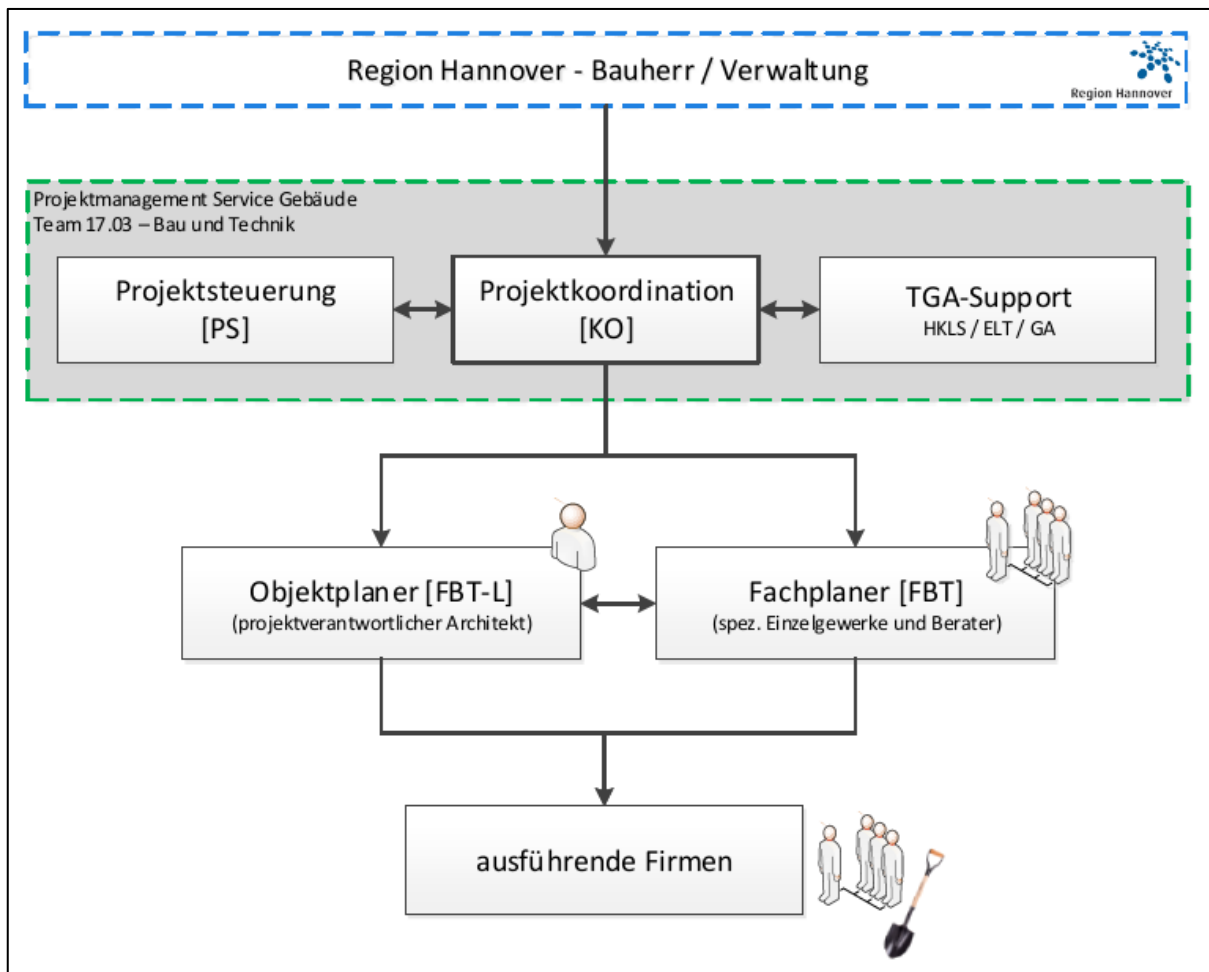 Region Hannover - Bauherr / Verwaltung
Region Hannover
Projektmanagement Service Gebäude
Team 17.03 – Bau und Technik
Projektsteuerung
[PS]
Projektkoordination
[KO]
TGA-Support
HKLS / ELT / GA
Objektplaner [FBT-L]
(projektverantwortlicher Architekt)
Fachplaner [FBT]
(spez. Einzelgewerke und Berater)
ausführende Firmen